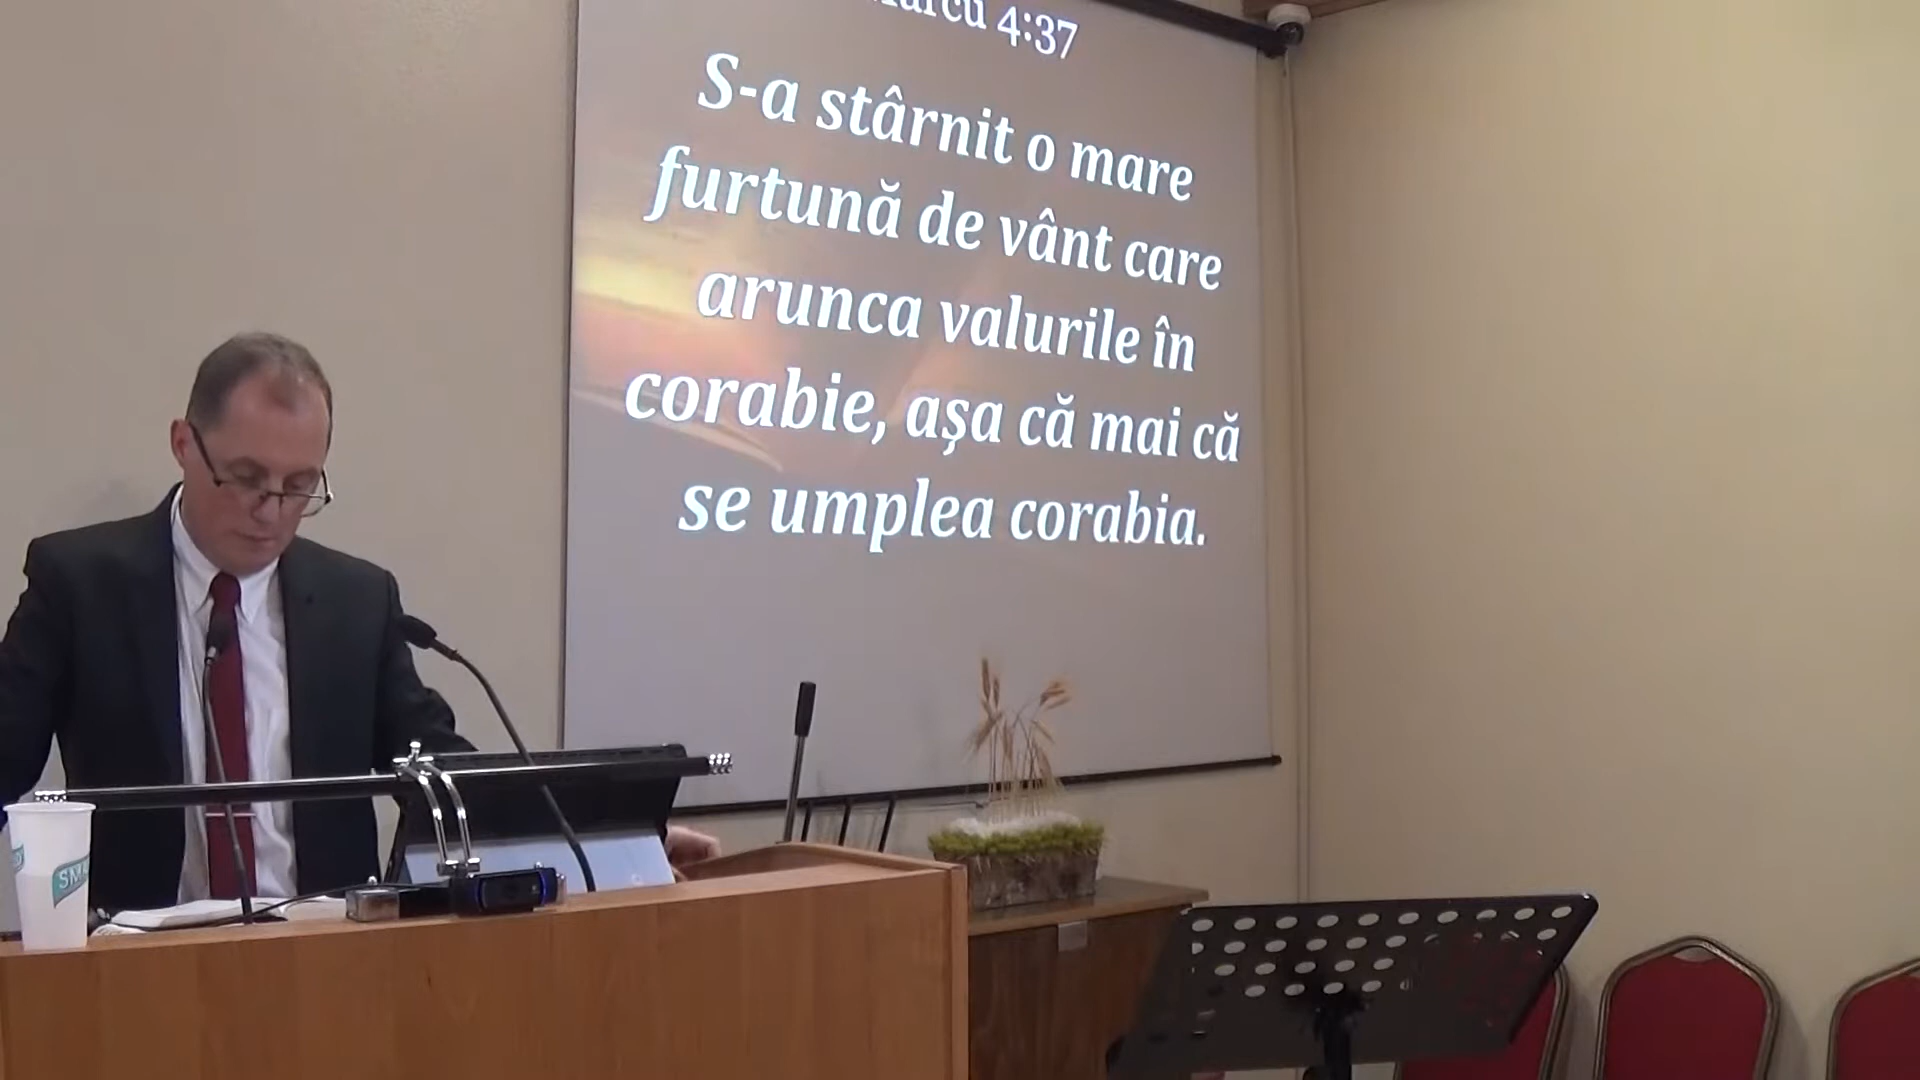 4:37
S-a stârnit o mare
furtună de vânt care
arunca valurile în
corabie, așa că mai că
se umplea corabia.